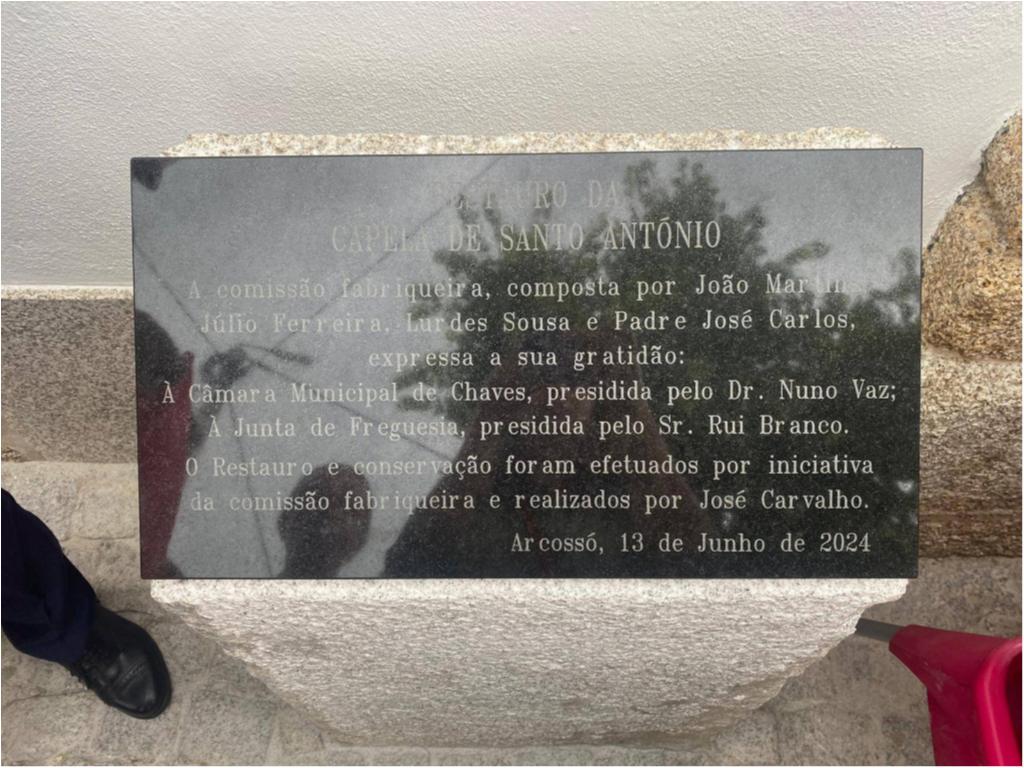 RESTAURO DA
CAPELA DE SANTO ANTÓNIO
A comissão fabriqueira, composta por João Martins,
Júlio Ferreira, Lurdes Sousa e Padre José Carlos,
expressa a sua gratidão:
À Câmara Municipal de Chaves, presidida pelo Dr. Nuno Vaz;
À Junta de Freguesia, presidida pelo Sr. Rui Branco.
O Restauro e conservação foram efetuados por iniciativa
da comissão fabriqueira e realizados por José Carvalho.
Arcossó, 13 de Junho de 2024